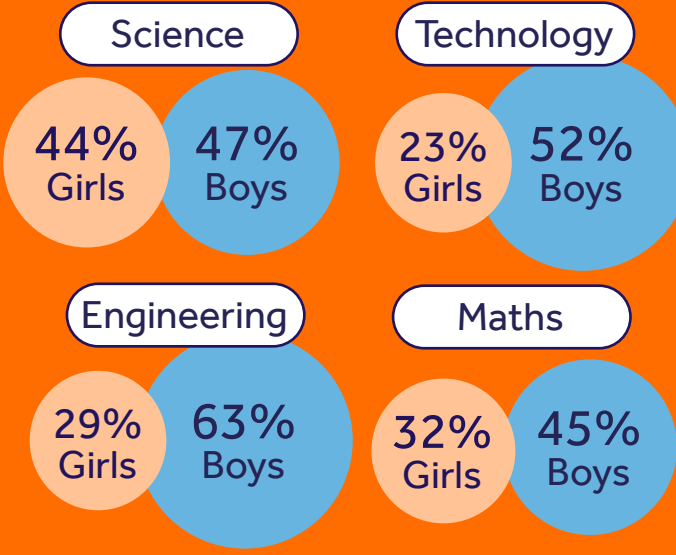 Science
44%
Girls
47%
Boys
Technology
23%
Girls
52%
Boys
Engineering
29%
Girls
63%
Boys
Maths
32%
Girls
45%
Boys